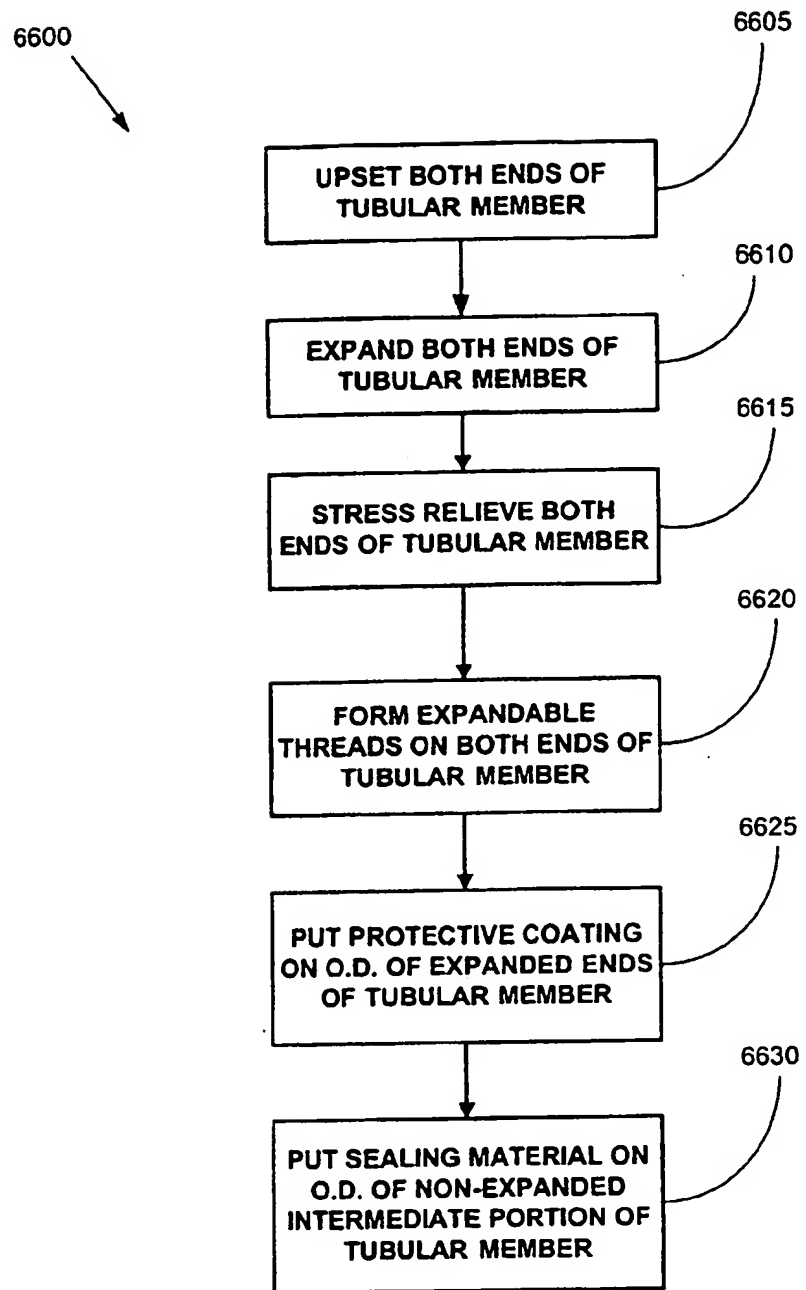 6600
6605
UPSET BOTH ENDS OF
TUBULAR MEMBER
6610
EXPAND BOTH ENDS OF
TUBULAR MEMBER
6615
STRESS RELIEVE BOTH
ENDS OF TUBULAR MEMBER
6620
FORM EXPANDABLE
THREADS ON BOTH ENDS OF
TUBULAR MEMBER
6625
PUT PROTECTIVE COATING
ON O.D. OF EXPANDED ENDS
OF TUBULAR MEMBER
6630
PUT SEALING MATERIAL ON
O.D. OF NON-EXPANDED
INTERMEDIATE PORTION OF
TUBULAR MEMBER